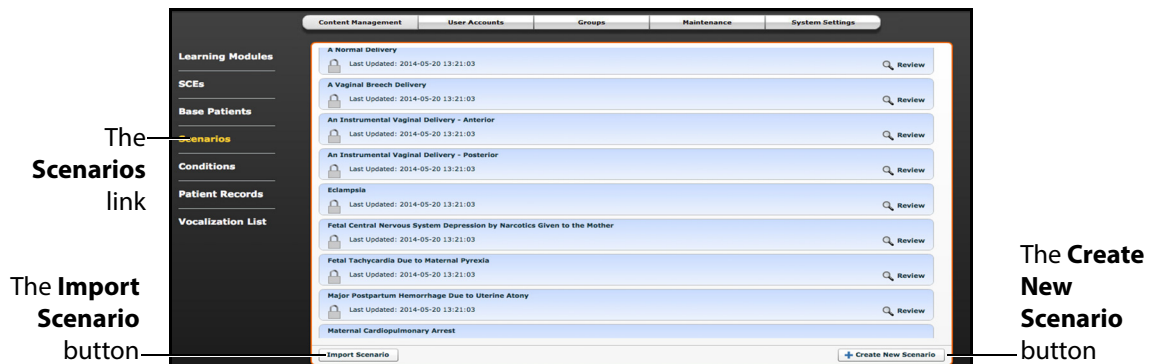 Content Management User Accounts Groups Maintenance System Settings
Learning Modules
SCEs
Base Patients
Scenarios
Conditions
Patient Records
Vocalization List
A Normal Delivery
Last Updated: 2014-05-20 13:21:03 Review
A Vaginal Breech Delivery
Last Updated: 2014-05-20 13:21:03 Review
An Instrumental Vaginal Delivery - Anterior
Last Updated: 2014-05-20 13:21:03 Review
An Instrumental Vaginal Delivery - Posterior
Last Updated: 2014-05-20 13:21:03 Review
Eclampsia
Last Updated: 2014-05-20 13:21:03 Review
Fetal Central Nervous System Depression by Narcotics Given to the Mother
Last Updated: 2014-05-20 13:21:03 Review
Fetal Tachycardia Due to Maternal Pyrexia
Last Updated: 2014-05-20 13:21:03 Review
Major Postpartum Hemorrhage Due to Uterine Atony
Last Updated: 2014-05-20 13:21:03 Review
Maternal Cardiopulmonary Arrest
Import Scenario + Create New Scenario
The
Scenarios
link
The Import
Scenario
button
The Create
New
Scenario
button